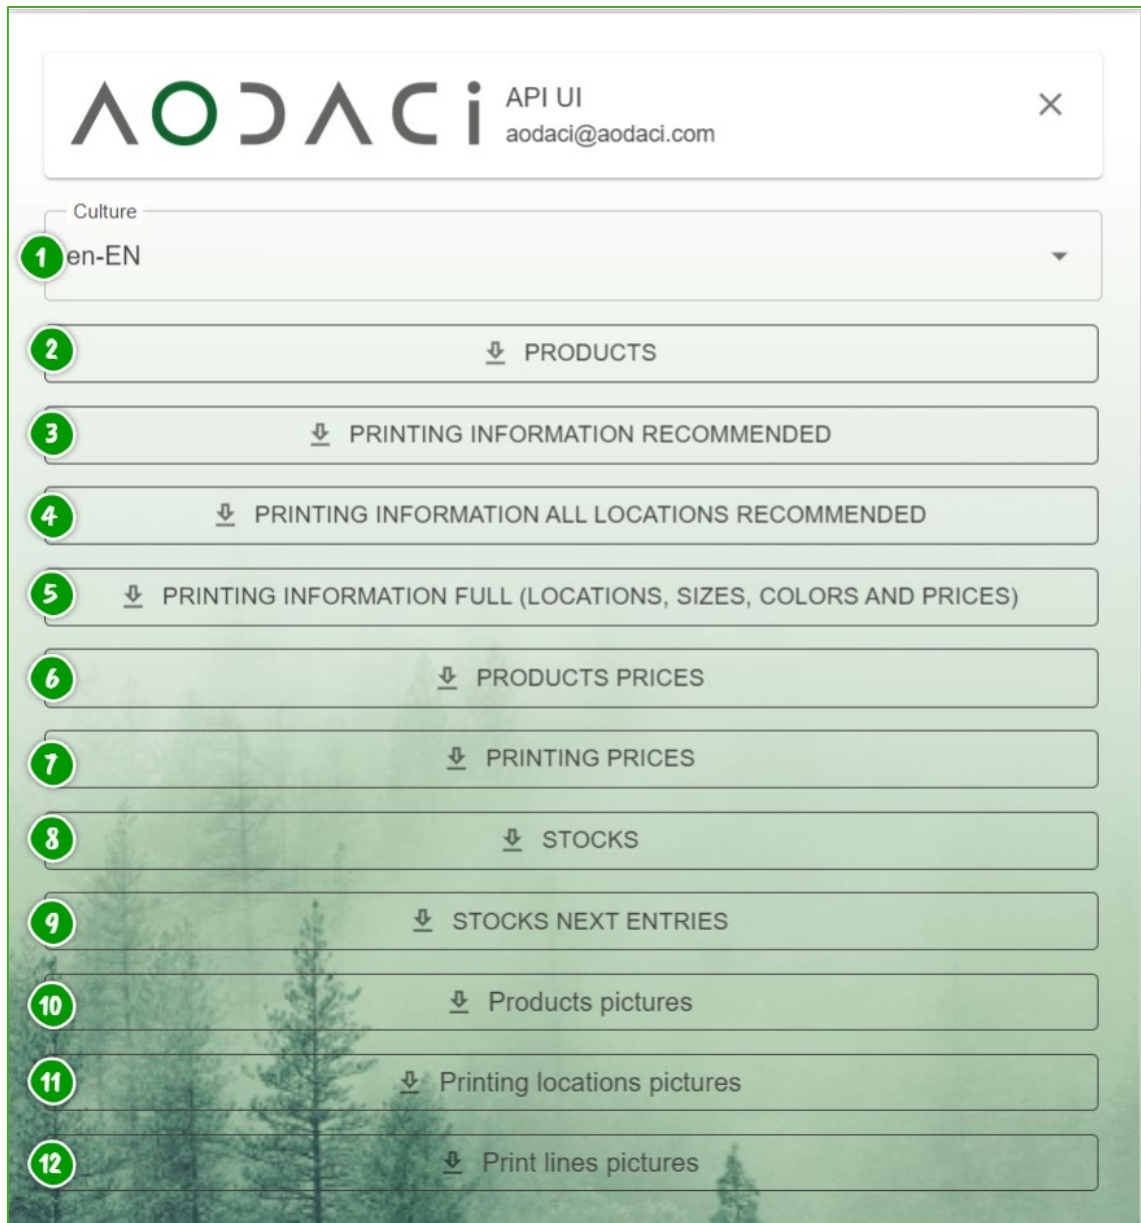 AODACi
API UI
aodaci@aodaci.com
Culture
1 en-EN
2 PRODUCTS
3 PRINTING INFORMATION RECOMMENDED
4 PRINTING INFORMATION ALL LOCATIONS RECOMMENDED
5 PRINTING INFORMATION FULL (LOCATIONS, SIZES, COLORS AND PRICES)
6 PRODUCTS PRICES
7 PRINTING PRICES
8 STOCKS
9 STOCKS NEXT ENTRIES
10 Products pictures
11 Printing locations pictures
12 Print lines pictures